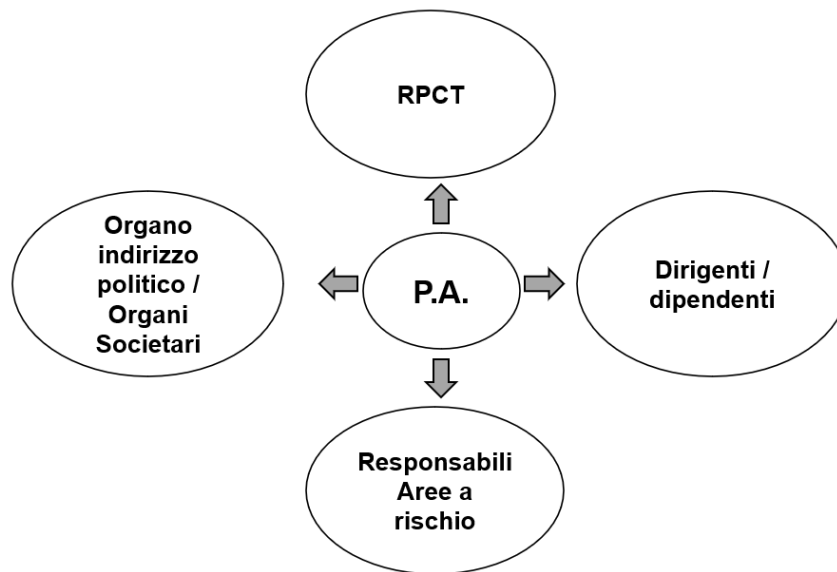 RPCT
Organo
indirizzo
politico /
Organi
Societari
P.A.
Dirigenti /
dipendenti
Responsabili
Aree a
rischio